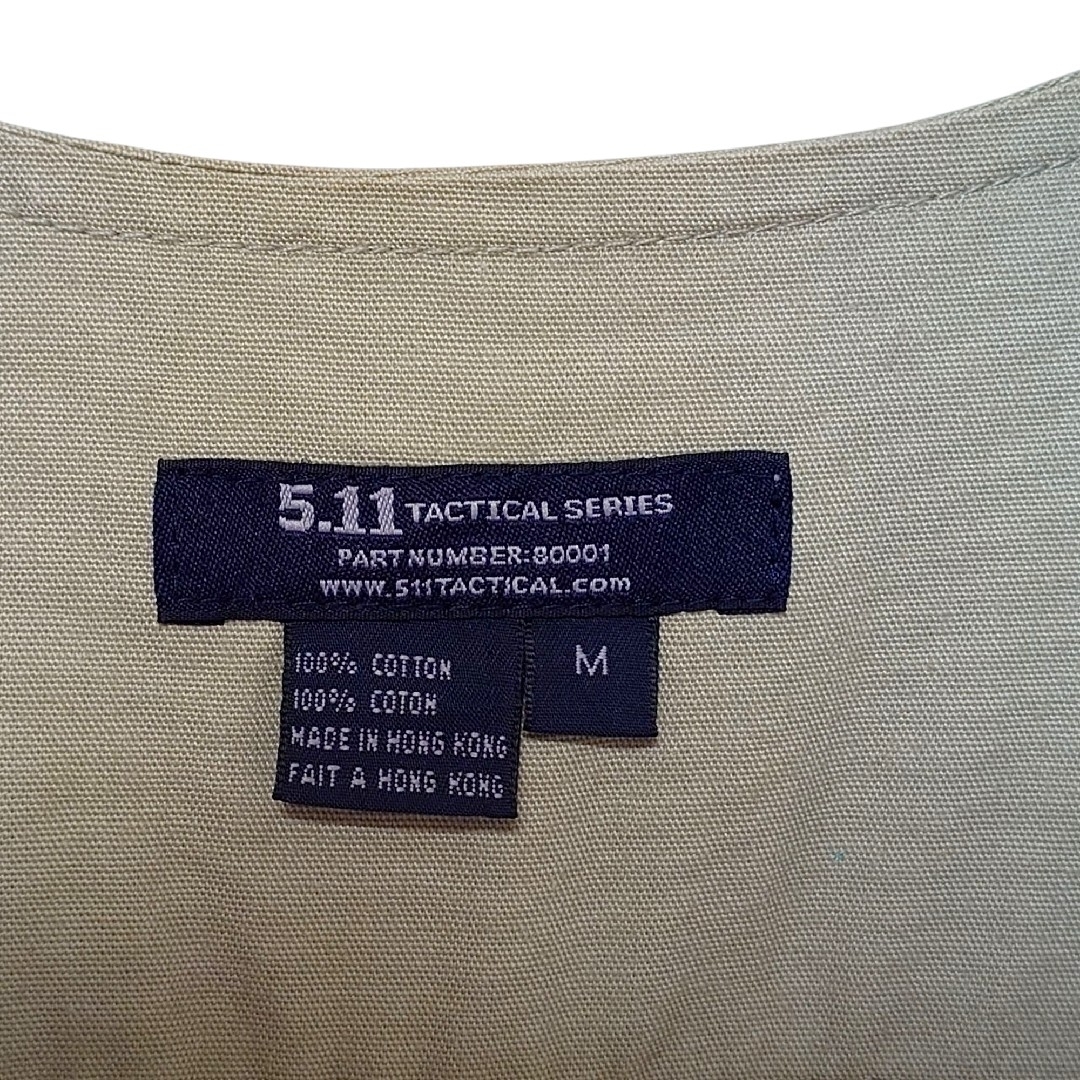 5.11 TACTICAL SERIES
PART NUMBER:80001
WWW.511TACTICAL.COM
100% COTTON
100% COTON
MADE IN HONG KONG
FAIT A HONG KONG
M